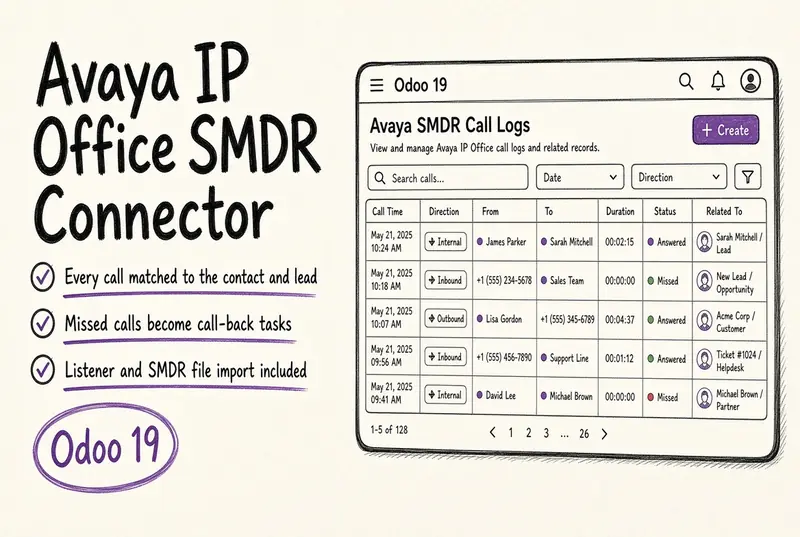 Avaya IP
Office SMDR
Connector
Every call matched to the contact and lead
Missed calls become call-back tasks
Listener and SMDR file import included
Odoo 19
Odoo 19
Avaya SMDR Call Logs
+ Create
View and manage Avaya IP Office call logs and related records.
Search calls...
Date
Direction
Call Time Direction From To Duration Status Related To
May 21, 2025
10:24 AM
Internal
James Parker
Sarah Mitchell
00:02:15
Answered
Sarah Mitchell /
Lead
May 21, 2025
10:18 AM
Inbound
+1 (555) 234-5678
Sales Team
00:00:00
Missed
New Lead /
Opportunity
May 21, 2025
10:07 AM
Outbound
Lisa Gordon
+1 (555) 345-6789
00:04:37
Answered
Acme Corp /
Customer
May 21, 2025
09:56 AM
Inbound
+1 (555) 456-7890
Support Line
00:01:12
Answered
Ticket #1024 /
Helpdesk
May 21, 2025
09:41 AM
Internal
David Lee
Michael Brown
00:00:00
Missed
Michael Brown /
Partner
1-5 of 128
1 2 3 ... 26